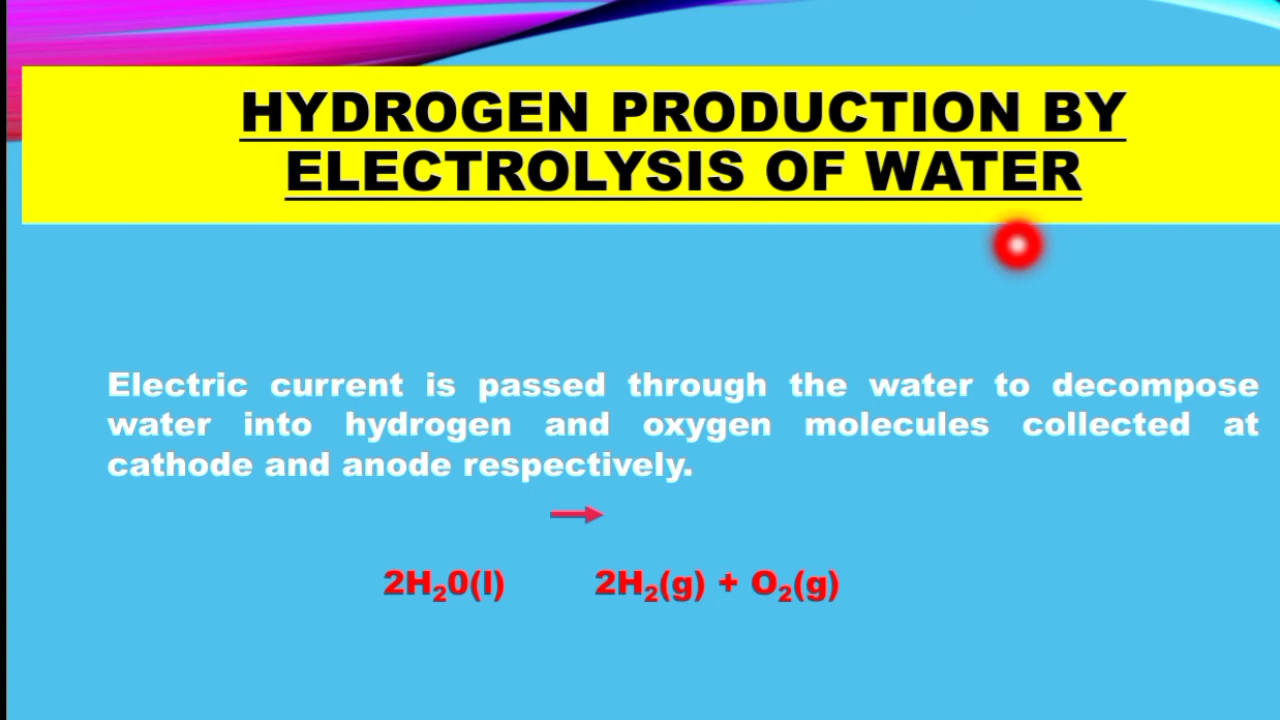 HYDROGEN PRODUCTION BY
ELECTROLYSIS OF WATER
Electric current is passed through the water to decompose
water into hydrogen and oxygen molecules collected at
cathode and anode respectively.
2H₂0(l) 2H₂(g) + O₂(g)